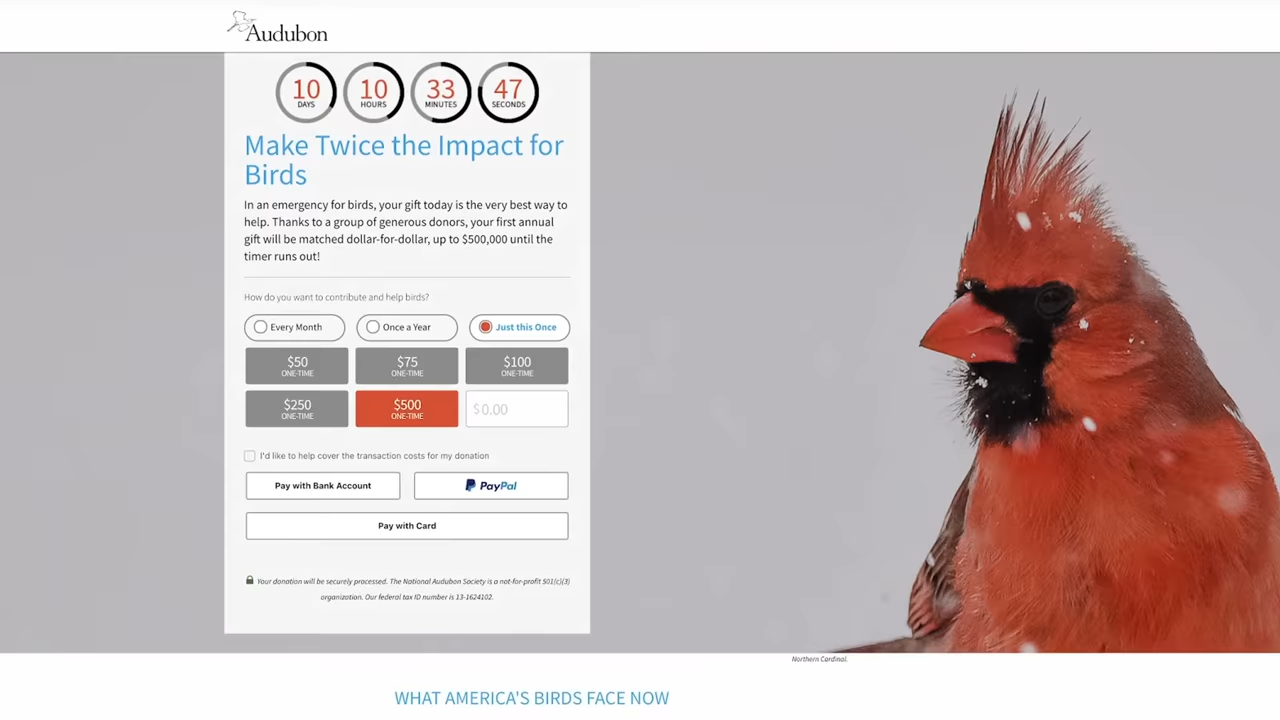 Audubon
10 DAYS
10 HOURS
33 MINUTES
47 SECONDS
Make Twice the Impact for
Birds
In an emergency for birds, your gift today is the very best way to
help. Thanks to a group of generous donors, your first annual
gift will be matched dollar-for-dollar, up to $500,000 until the
timer runs out!
How do you want to contribute and help birds?
Every Month
Once a Year
Just this Once
$50
ONE-TIME
$75
ONE-TIME
$100
ONE-TIME
$250
ONE-TIME
$500
ONE-TIME
$0.00
I'd like to help cover the transaction costs for my donation
Pay with Bank Account
PayPal
Pay with Card
Your donation will be securely processed. The National Audubon Society is a not-for-profit 501(c)(3)
organization. Our federal tax ID number is 13-1624102.
Northern Cardinal.
WHAT AMERICA'S BIRDS FACE NOW